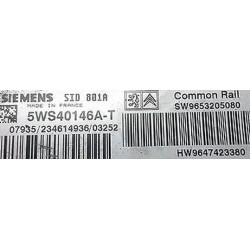 SIEMENS SID 801A
MADE IN FRANCE
5WS40146A-T
07935/234614936/03252
Common Rail
SW9653205080
HW9647423380